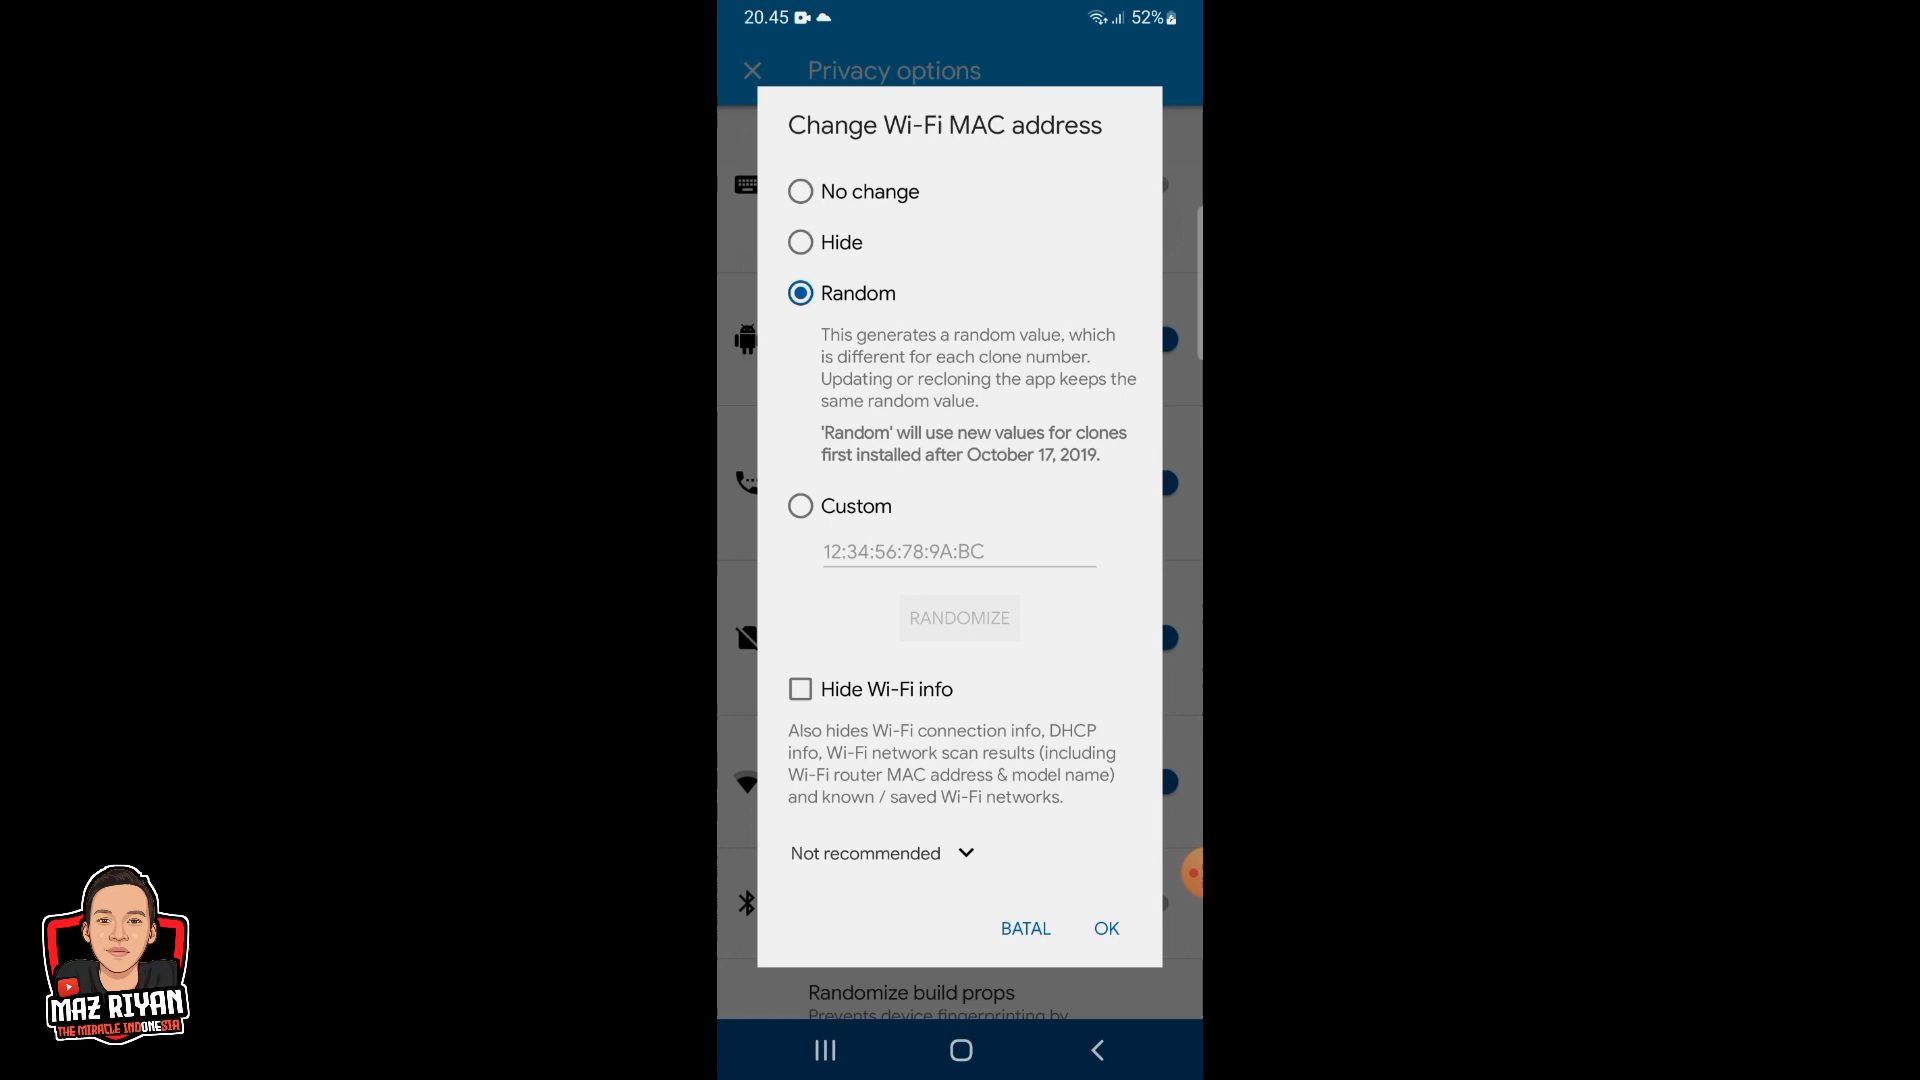 20.45
52%
Privacy options
Change Wi-Fi MAC address
No change
Hide
Random
This generates a random value, which
is different for each clone number.
Updating or recloning the app keeps the
same random value.
'Random' will use new values for clones
first installed after October 17, 2019.
Custom
12:34:56:78:9A:BC
RANDOMIZE
Hide Wi-Fi info
Also hides Wi-Fi connection info, DHCP
info, Wi-Fi network scan results (including
Wi-Fi router MAC address & model name)
and known / saved Wi-Fi networks.
Not recommended
BATAL
OK
Randomize build props
Prevents device fingerprinting by
MAZ RIYAN
THE MIRACLE INDONESIA